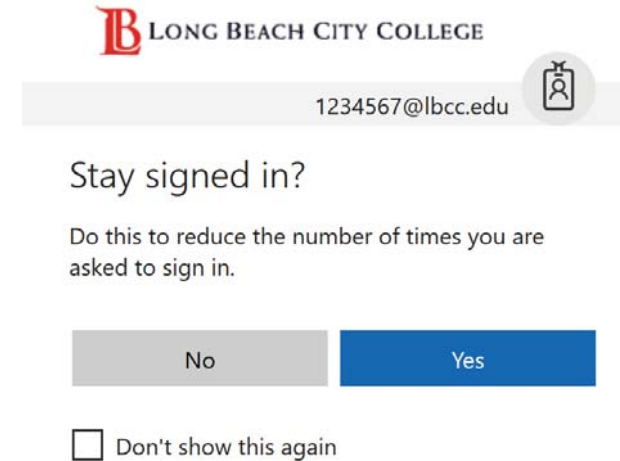 LB LONG BEACH CITY COLLEGE
1234567@lbcc.edu
Stay signed in?
Do this to reduce the number of times you are
asked to sign in.
No Yes
Don't show this again